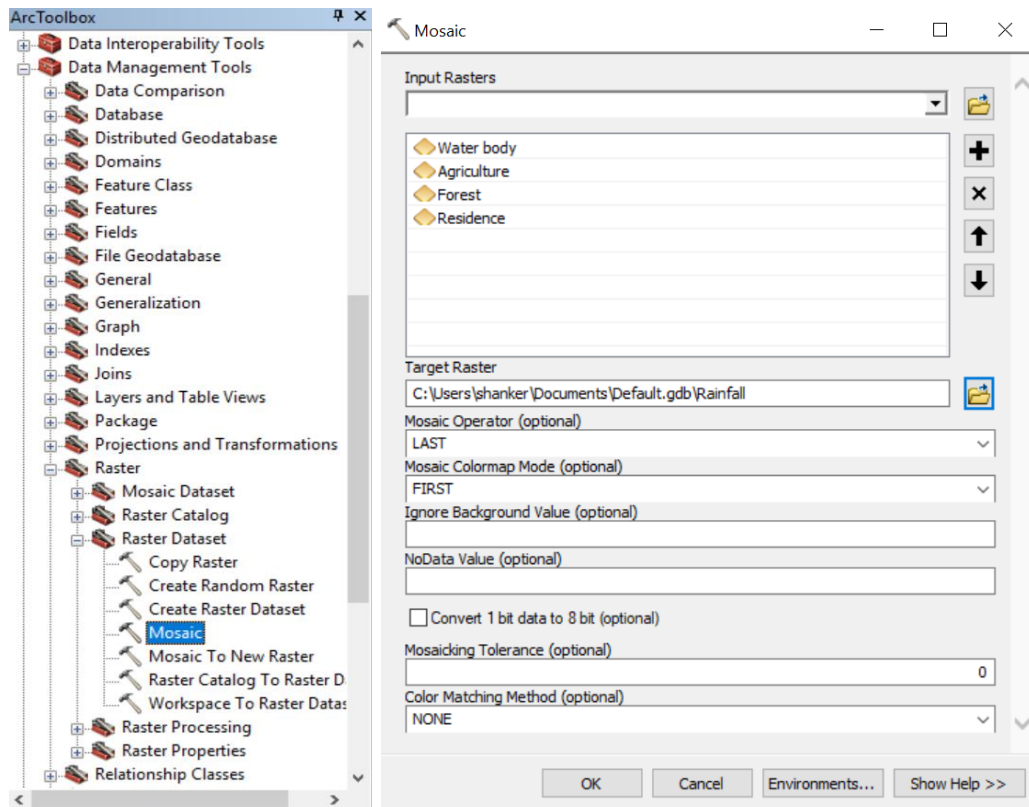 ArcToolbox
Data Interoperability Tools
Data Management Tools
Data Comparison
Database
Distributed Geodatabase
Domains
Feature Class
Features
Fields
File Geodatabase
General
Generalization
Graph
Indexes
Joins
Layers and Table Views
Package
Projections and Transformations
Raster
Mosaic Dataset
Raster Catalog
Raster Dataset
Copy Raster
Create Random Raster
Create Raster Dataset
Mosaic
Mosaic To New Raster
Raster Catalog To Raster D
Workspace To Raster Datas
Raster Processing
Raster Properties
Relationship Classes
Mosaic
Input Rasters
Water body
Agriculture
Forest
Residence
Target Raster
C:\Users\shanker\Documents\Default.gdb\Rainfall
Mosaic Operator (optional)
LAST
Mosaic Colormap Mode (optional)
FIRST
Ignore Background Value (optional)
NoData Value (optional)
Convert 1 bit data to 8 bit (optional)
Mosaicking Tolerance (optional)
0
Color Matching Method (optional)
NONE
OK Cancel Environments... Show Help >>